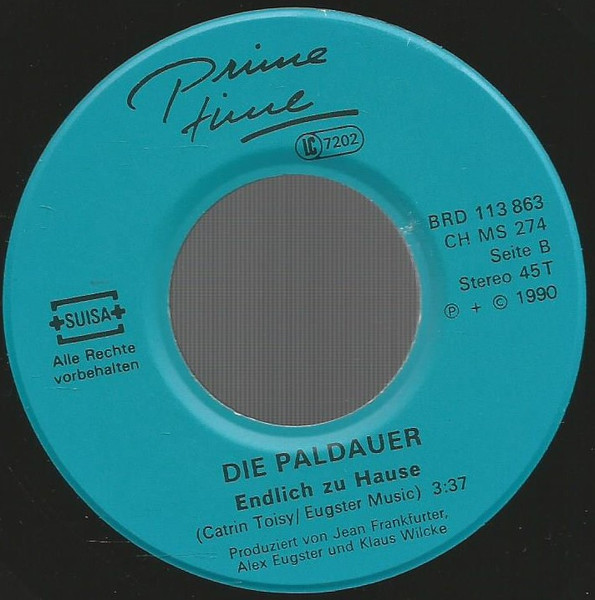 Prime
time
LC 7202
BRD 113 863
CH MS 274
Seite B
Stereo 45T
℗ + © 1990
SUISA
Alle Rechte
vorbehalten
DIE PALDAUER
Endlich zu Hause
(Catrin Toisy/Eugster Music) 3:37
Produziert von Jean Frankfurter,
Alex Eugster und Klaus Wilcke